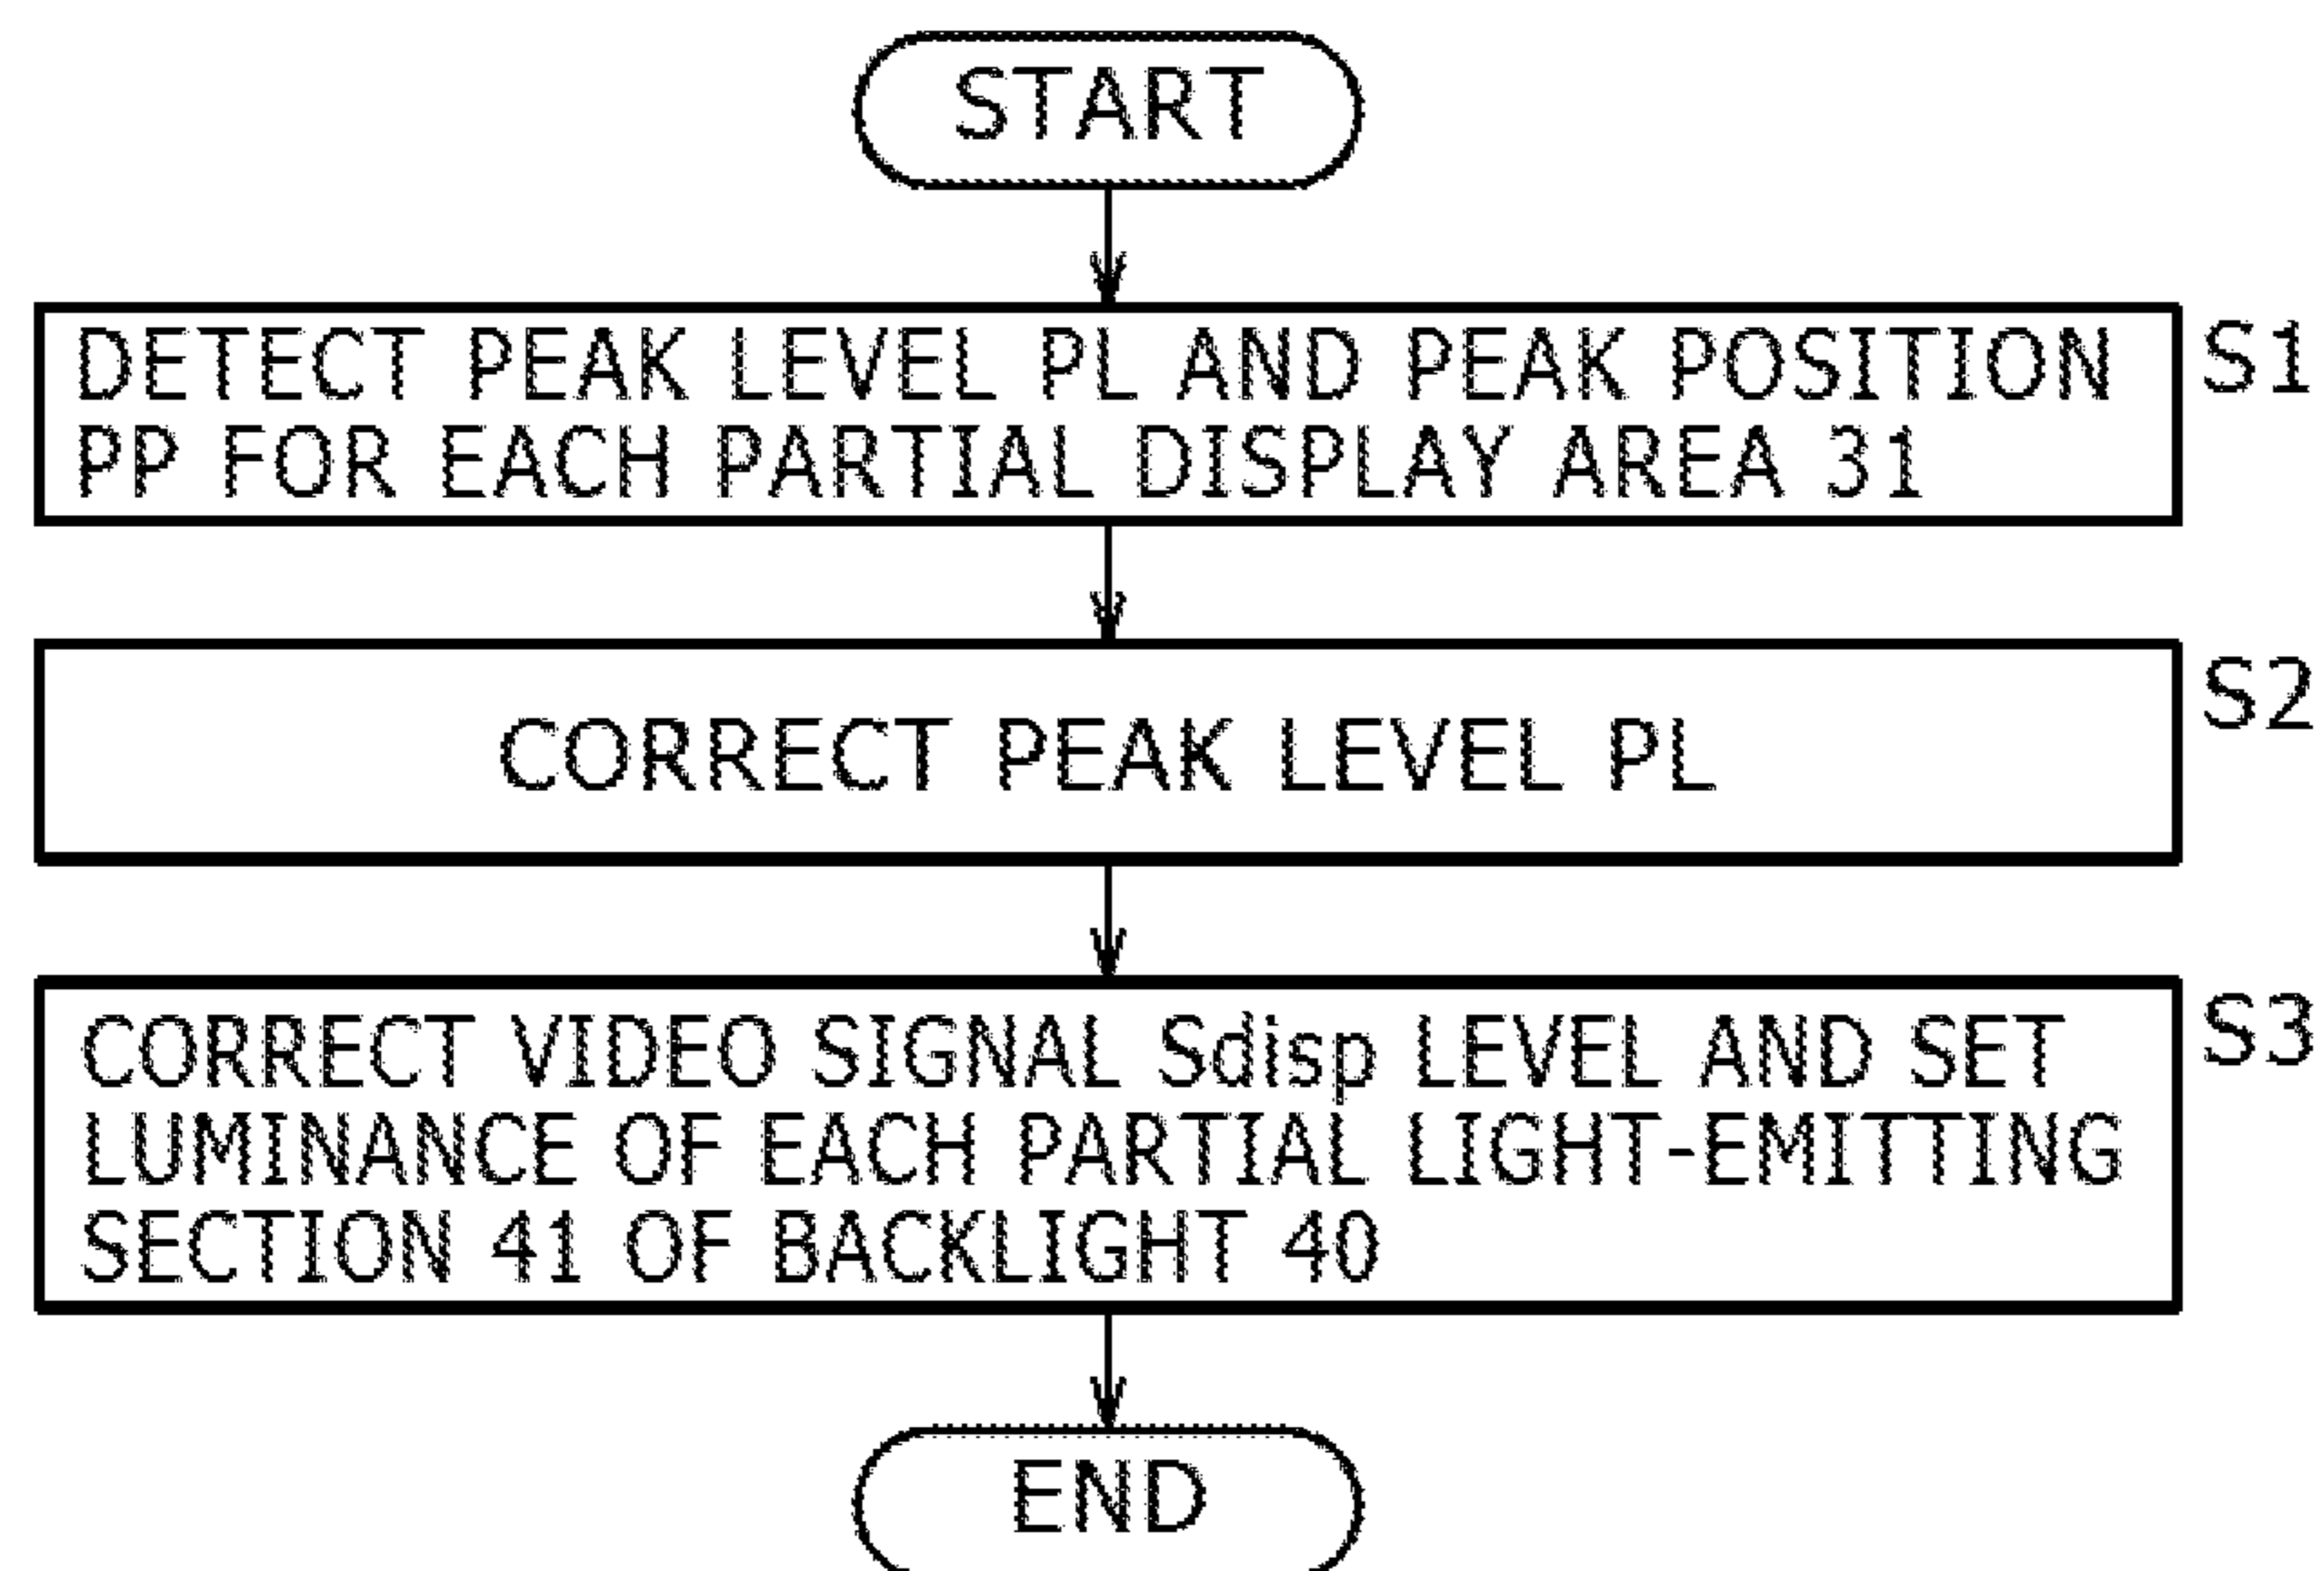 START
DETECT PEAK LEVEL PL AND PEAK POSITION
PP FOR EACH PARTIAL DISPLAY AREA 31
S1
CORRECT PEAK LEVEL PL
S2
CORRECT VIDEO SIGNAL Sdisp LEVEL AND SET
LUMINANCE OF EACH PARTIAL LIGHT-EMITTING
SECTION 41 OF BACKLIGHT 40
S3
END